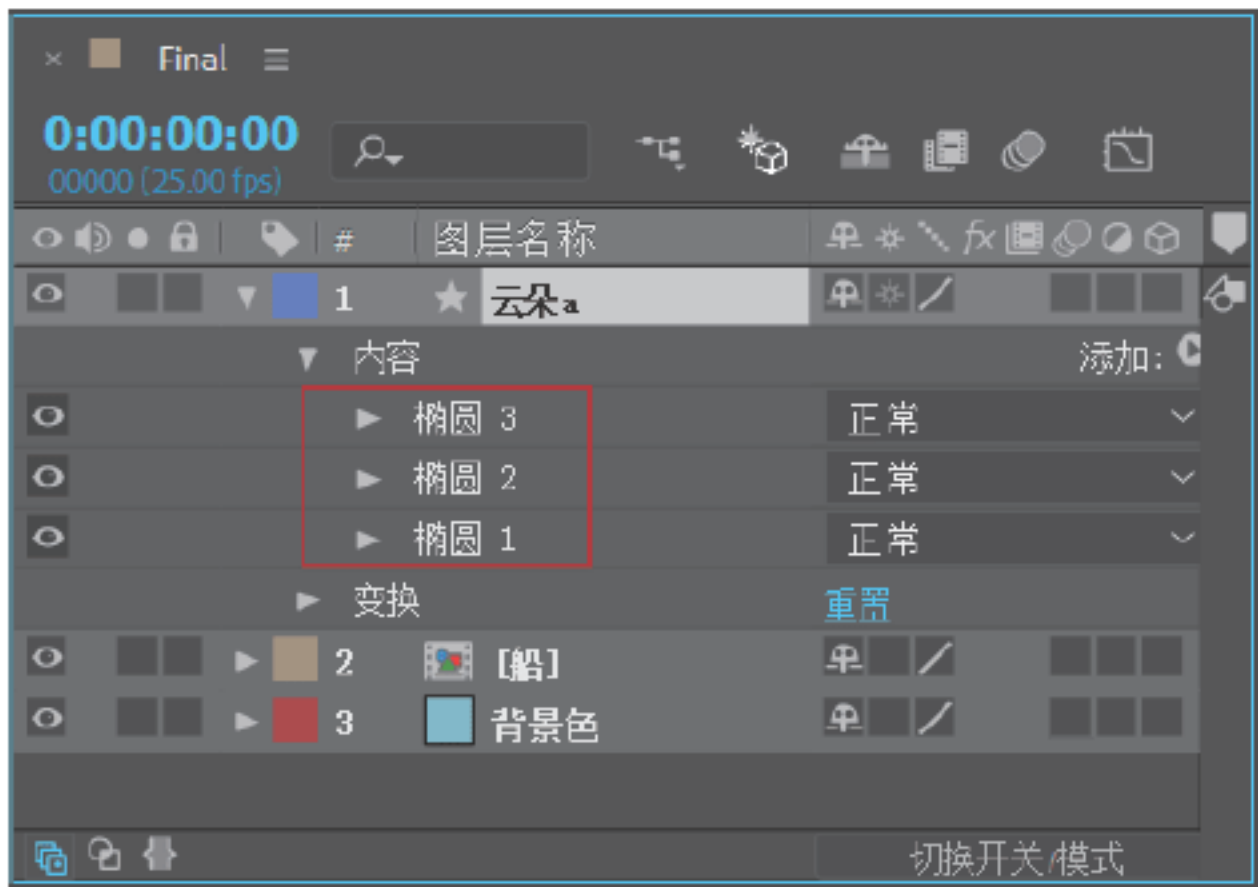 Final
0:00:00:00
00000 (25.00 fps)
# 图层名称 fx
1 云朵a
内容 添加:
椭圆 3 正常
椭圆 2 正常
椭圆 1 正常
变换 重置
2 [船]
3 背景色
切换开关/模式